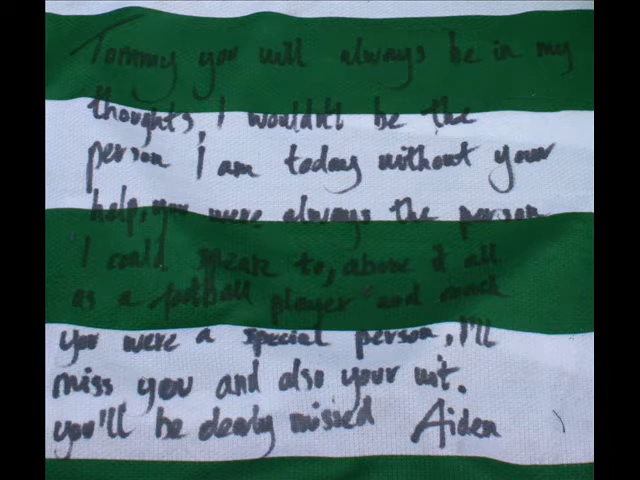 Tommy you will always be in my
thoughts, I wouldn't be the
person I am today without your
help, you were always the person
I could speak to, above it all
as a football player and coach
you were a special person, I'll
miss you and also your wit.
you'll be dearly missed Aiden